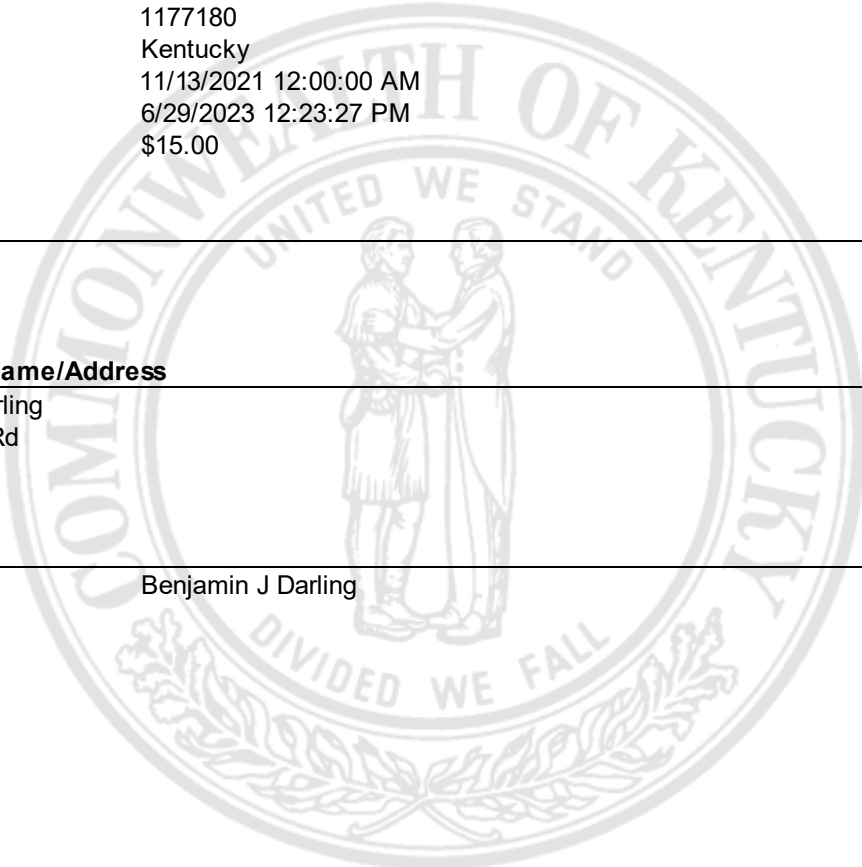 1177180
Kentucky
11/13/2021 12:00:00 AM
6/29/2023 12:23:27 PM
$15.00
COMMONWEALTH OF KENTUCKY
UNITED WE STAND
ame/Address
rling
Rd
Benjamin J Darling
DIVIDED WE FALL